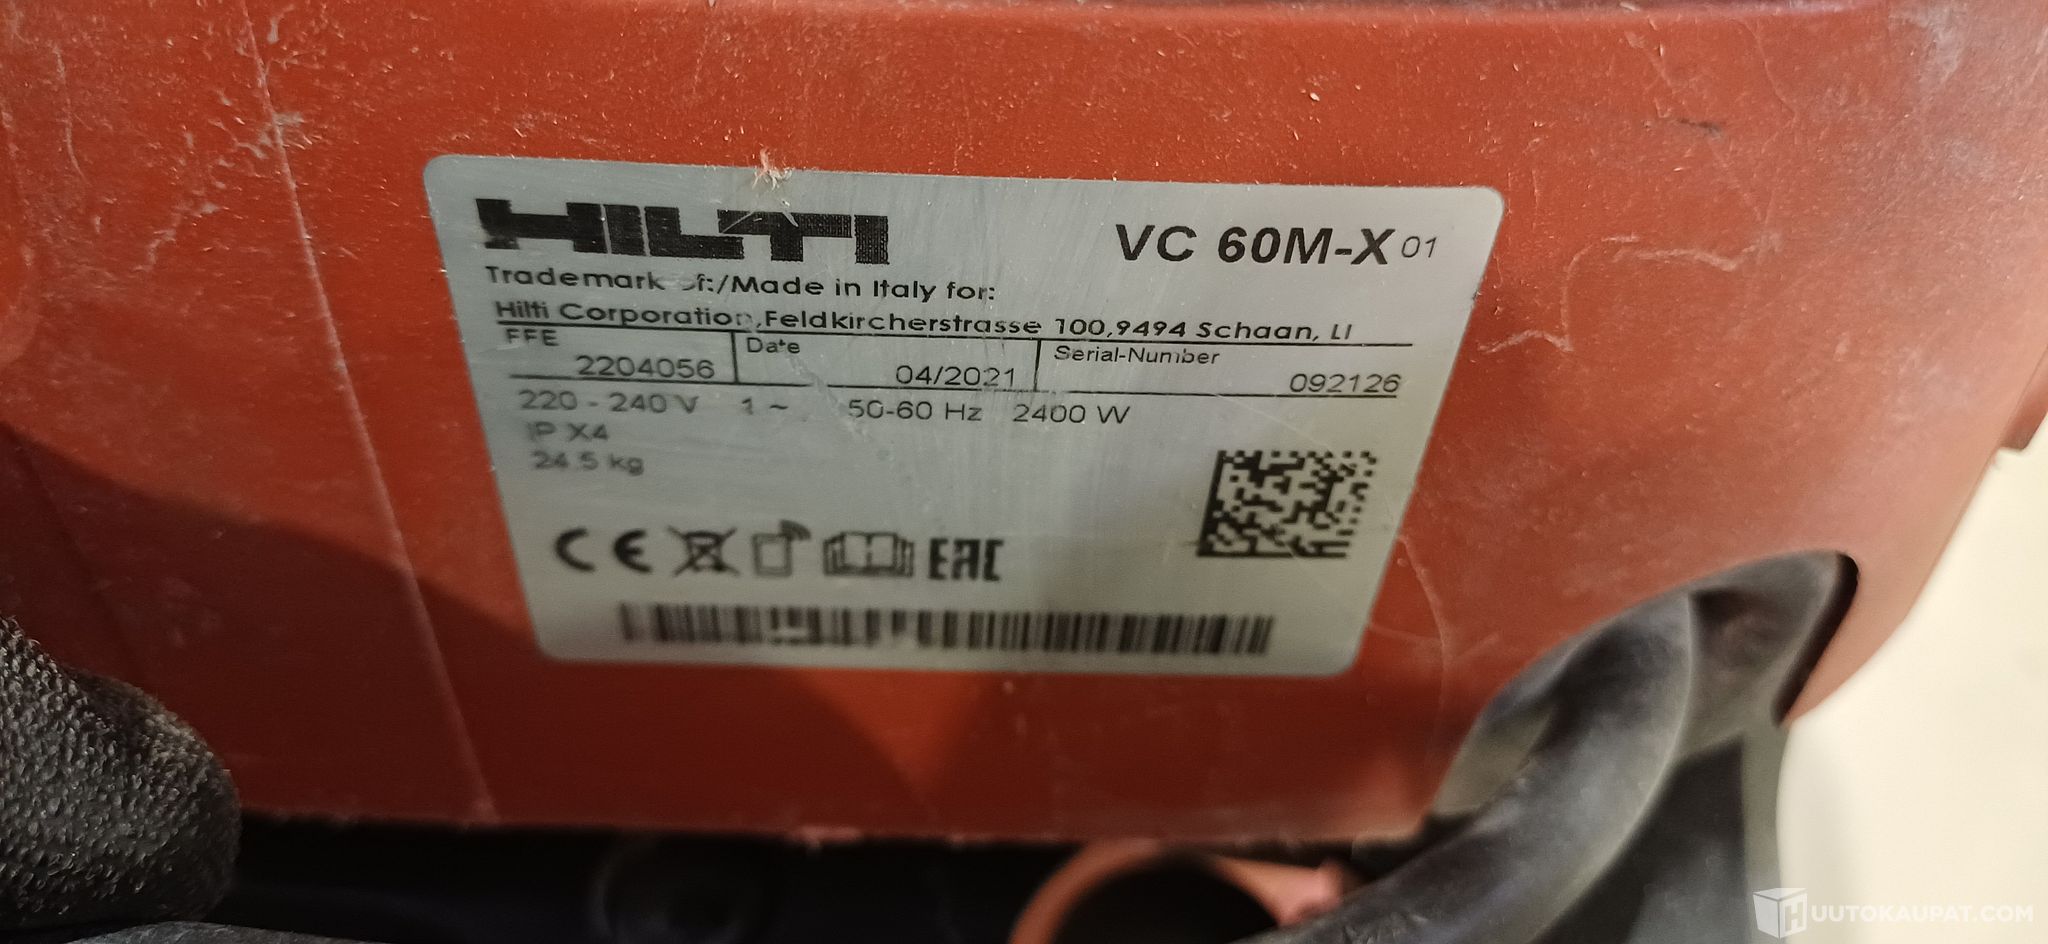 HILTI
VC 60M-X 01
Trademark of:/Made in Italy for:
Hilti Corporation,Feldkircherstrasse 100,9494 Schaan, LI
FFE 2204056 Date 04/2021 Serial-Number 092126
220 - 240 V 1 ~ 50-60 Hz 2400 W
IP X4
24.5 kg
CE EAC
HUUTOKAUPAT.COM